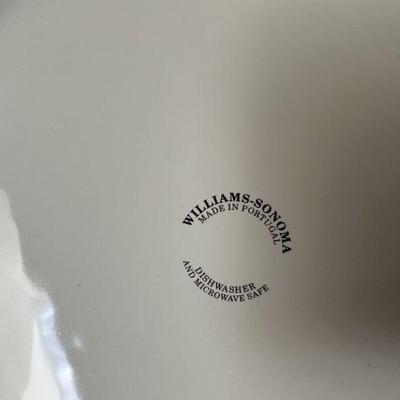 WILLIAMS-SONOMA
MADE IN PORTUGAL
DISHWASHER
AND MICROWAVE SAFE